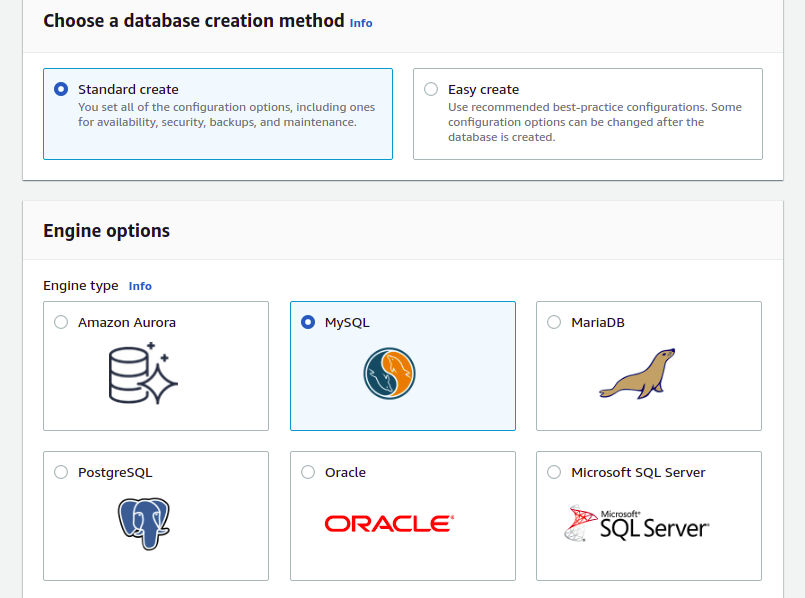 Choose a database creation method Info
Standard create
You set all of the configuration options, including ones
for availability, security, backups, and maintenance.
Easy create
Use recommended best-practice configurations. Some
configuration options can be changed after the
database is created.
Engine options
Engine type Info
Amazon Aurora
MySQL
MariaDB
PostgreSQL
Oracle
ORACLE®
Microsoft SQL Server
Microsoft®
SQL Server®